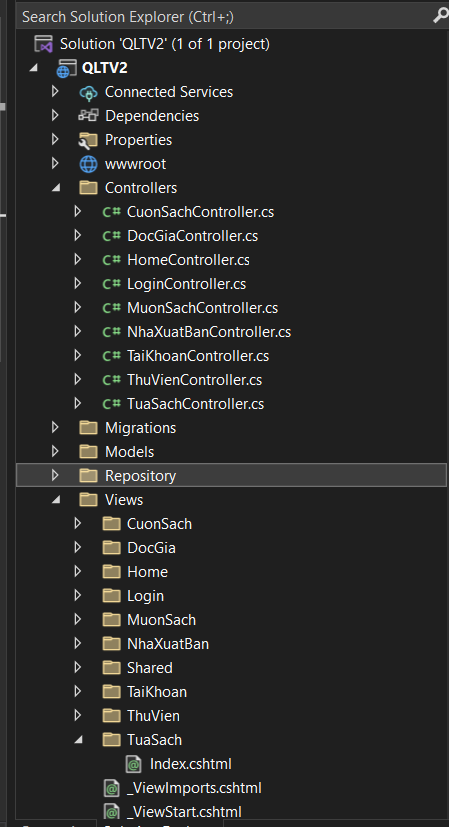 Search Solution Explorer (Ctrl+;)
Solution 'QLTV2' (1 of 1 project)
QLTV2
Connected Services
Dependencies
Properties
wwwroot
Controllers
C# CuonSachController.cs
C# DocGiaController.cs
C# HomeController.cs
C# LoginController.cs
C# MuonSachController.cs
C# NhaXuatBanController.cs
C# TaiKhoanController.cs
C# ThuVienController.cs
C# TuaSachController.cs
Migrations
Models
Repository
Views
CuonSach
DocGia
Home
Login
MuonSach
NhaXuatBan
Shared
TaiKhoan
ThuVien
TuaSach
Index.cshtml
_ViewImports.cshtml
_ViewStart.cshtml